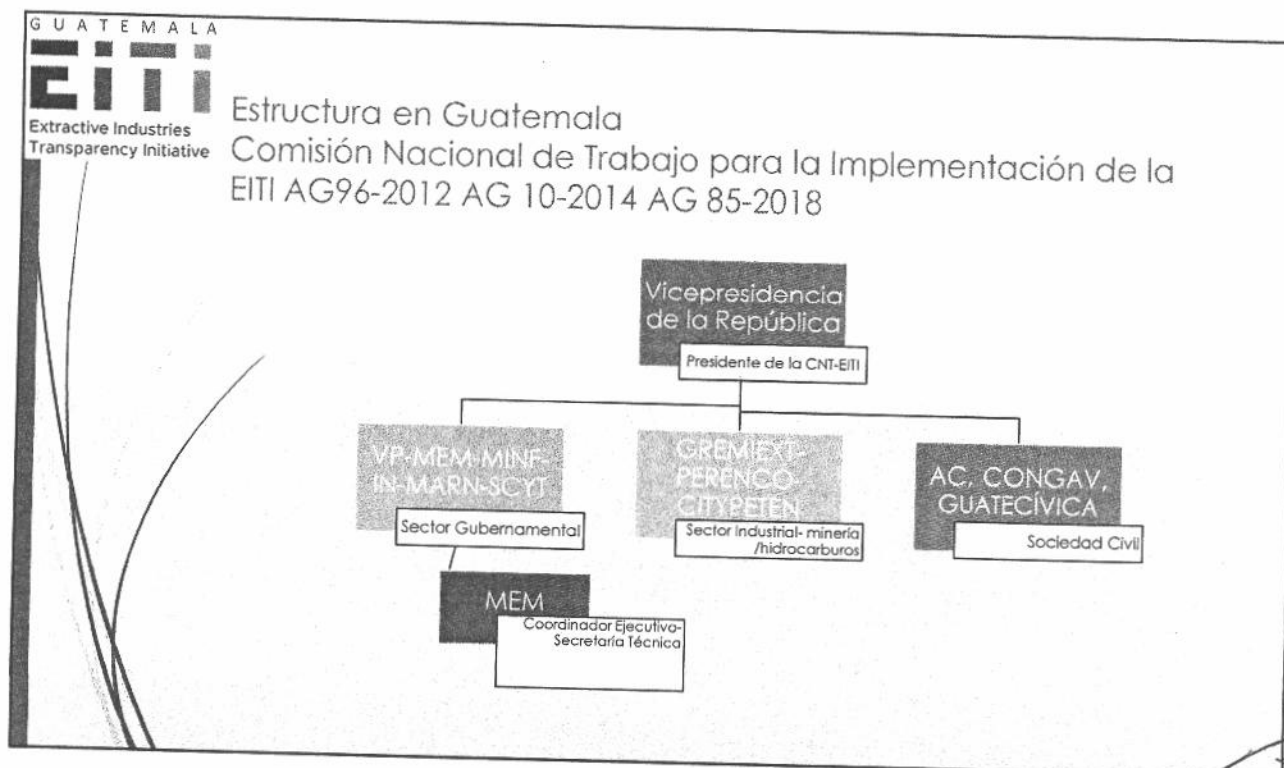 GUATEMALA
EITI
Extractive Industries
Transparency Initiative
Estructura en Guatemala
Comisión Nacional de Trabajo para la Implementación de la
EITI AG96-2012 AG 10-2014 AG 85-2018
Vicepresidencia
de la República
Presidente de la CNT-EITI
VP-MEM-MINF-
IN-MARN-SCYT
Sector Gubernamental
GREMIEXT-
PERENCO-
CITYPETEN
Sector Industrial- minería
/hidrocarburos
AC, CONGAV,
GUATECÍVICA
Sociedad Civil
MEM
Coordinador Ejecutivo-
Secretaría Técnica